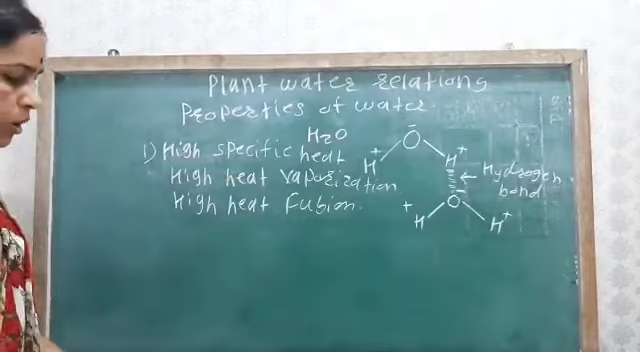 Plant water relations
Properties of water.
H2O
1) High specific heat
High heat vaporization
High heat Fusion.
O-
H+
H+
Hydrogen bond
O
+
H
H+